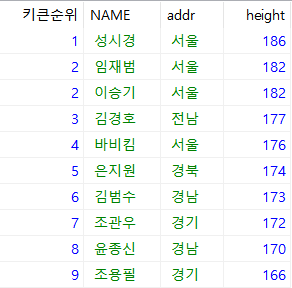 키큰순위 NAME addr height
1 성시경 서울 186
2 임재범 서울 182
2 이승기 서울 182
3 김경호 전남 177
4 바비킴 서울 176
5 은지원 경북 174
6 김범수 경남 173
7 조관우 경기 172
8 윤종신 경남 170
9 조용필 경기 166